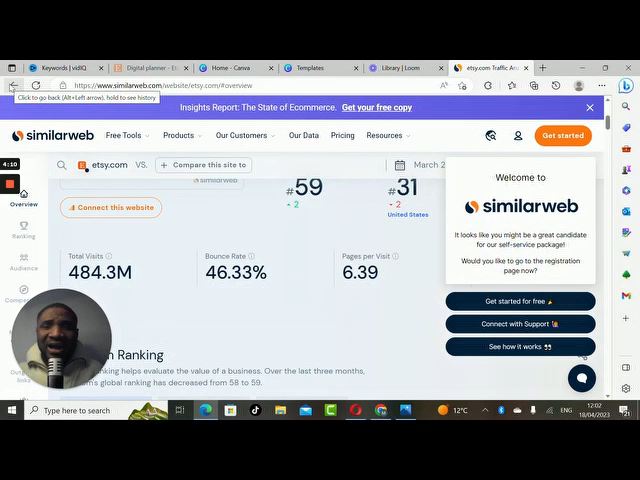 Keywords | vidIQ
Digital planner - Et
Home - Canva
Templates
Library | Loom
etsy.com Traffic Ana
https://www.similarweb.com/website/etsy.com/#overview
Click to go back (Alt+Left arrow), hold to see history
Insights Report: The State of Ecommerce. Get your free copy
similarweb
Free Tools
Products
Our Customers
Our Data
Pricing
Resources
Get started
4:10
etsy.com VS. + Compare this site to
March 2
Overview
Ranking
Audience
Compe
Connect this website
similarweb
#59
2
#31
2
United States
Total Visits
484.3M
Bounce Rate
46.33%
Pages per Visit
6.39
Welcome to
similarweb
It looks like you might be a great candidate
for our self-service package!
Would you like to go to the registration
page now?
Get started for free
Connect with Support
See how it works
Ranking
anking helps evaluate the value of a business. Over the last three months,
m's global ranking has decreased from 58 to 59.
links
Type here to search
12°C
ENG
12:02
18/04/2023
21